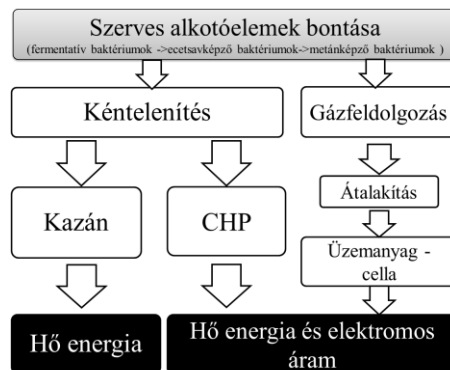 Szerves alkotóelemek bontása
(fermentatív baktériumok ->ecetsavképző baktériumok->metánképző baktériumok )
Kéntelenítés
Gázfeldolgozás
Kazán
CHP
Átalakítás
Üzemanyag -
cella
Hő energia
Hő energia és elektromos
áram